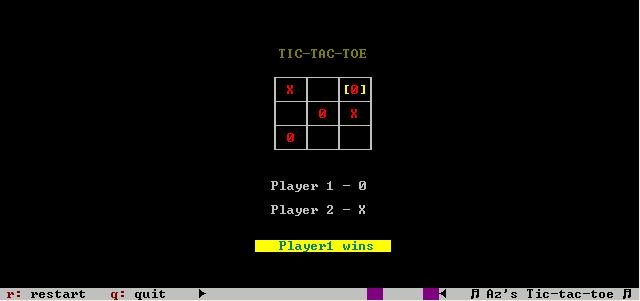 TIC-TAC-TOE
X [0]
0 X
0
Player 1 - 0
Player 2 - X
Player1 wins
r: restart q: quit ♫ Az's Tic-tac-toe ♫